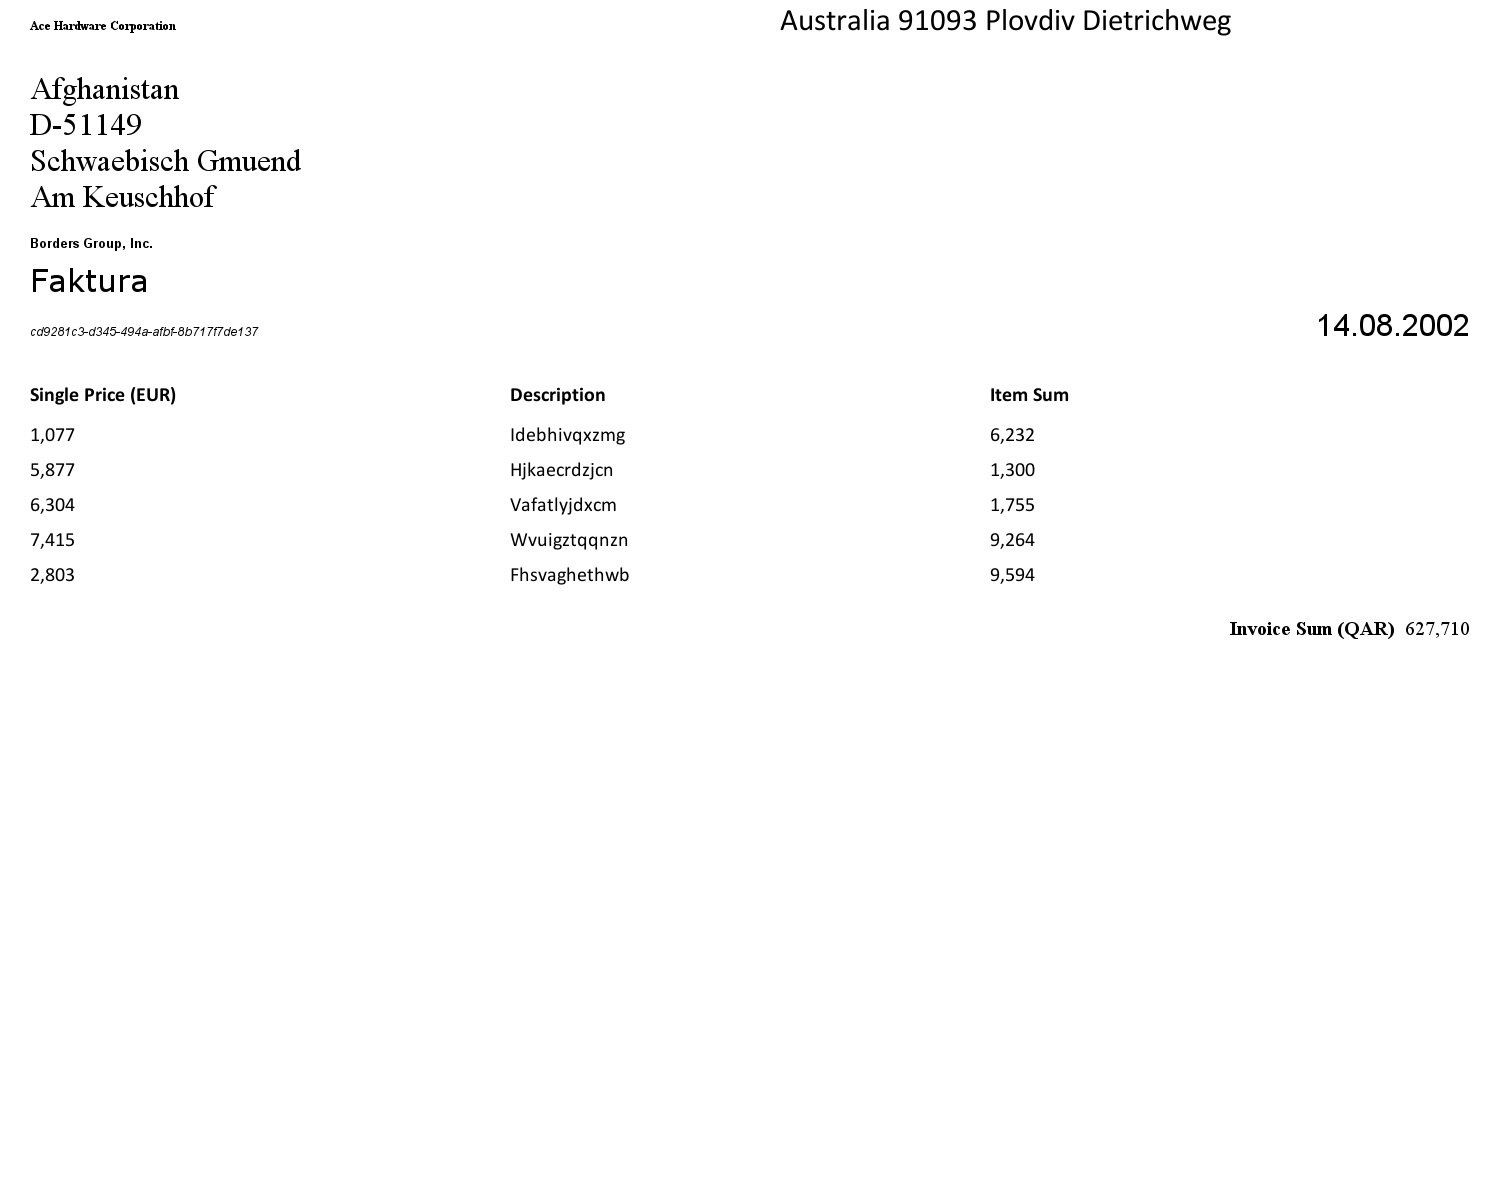 Ace Hardware Corporation
Australia 91093 Plovdiv Dietrichweg
Afghanistan
D-51149
Schwaebisch Gmuend
Am Keuschhof
Borders Group, Inc.
Faktura
cd9281c3-d345-494a-afbf-8b717f7de137
14.08.2002
Single Price (EUR) Description Item Sum
1,077 Idebhivqxzmg 6,232
5,877 Hjkaecrdzjcn 1,300
6,304 Vafatlyjdxcm 1,755
7,415 Wvuigztqqnzn 9,264
2,803 Fhsvaghethwb 9,594
Invoice Sum (QAR) 627,710